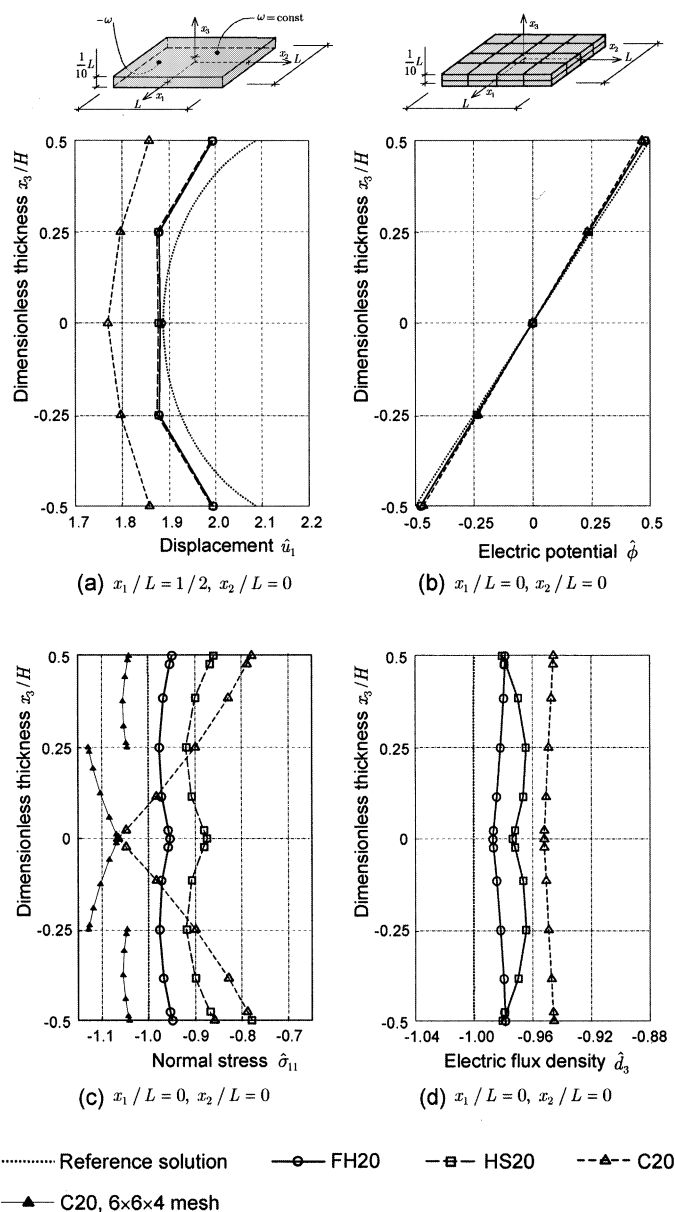 −ω
ω=const
x₃
x₂
L
1/10 L
x₁
L
x₃
x₂
L
1/10 L
x₁
L
Dimensionless thickness x₃/H
0.5
0.25
0
-0.25
-0.5
1.7 1.8 1.9 2.0 2.1 2.2
Displacement û₁
(a) x₁ / L = 1/2, x₂ / L = 0
Dimensionless thickness x₃/H
0.5
0.25
0
-0.25
-0.5
-0.5 -0.25 0 0.25 0.5
Electric potential φ̂
(b) x₁ / L = 0, x₂ / L = 0
Dimensionless thickness x₃/H
0.5
0.25
0
-0.25
-0.5
-1.1 -1.0 -0.9 -0.8 -0.7
Normal stress σ̂₁₁
(c) x₁ / L = 0, x₂ / L = 0
Dimensionless thickness x₃/H
0.5
0.25
0
-0.25
-0.5
-1.04 -1.00 -0.96 -0.92 -0.88
Electric flux density d̂₃
(d) x₁ / L = 0, x₂ / L = 0
Reference solution FH20 HS20 C20
C20, 6×6×4 mesh